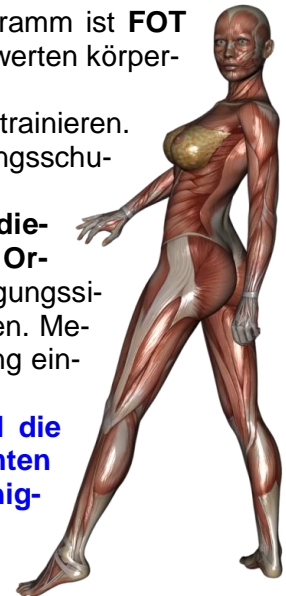 ramm ist FOT
werten körper-
trainieren.
ngsschu-
die-
Or-
gungssi-
en. Me-
ng ein-
die
nten
nig-